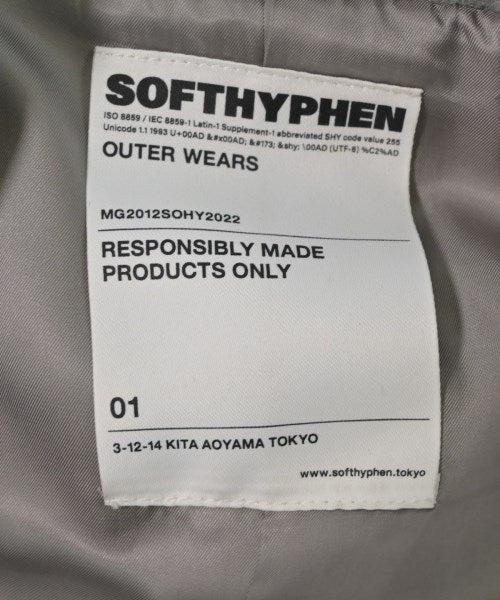 SOFTHYPHEN
ISO 8859 / IEC 8859-1 Latin-1 Supplement-1 abbreviated SHY code value 255
Unicode 1.1 1993 U+00AD &#x00AD; &#173; &shy: \00AD (UTF-8) %C2%AD
OUTER WEARS
MG2012SOHY2022
RESPONSIBLY MADE
PRODUCTS ONLY
01
3-12-14 KITA AOYAMA TOKYO
www.softhyphen.tokyo